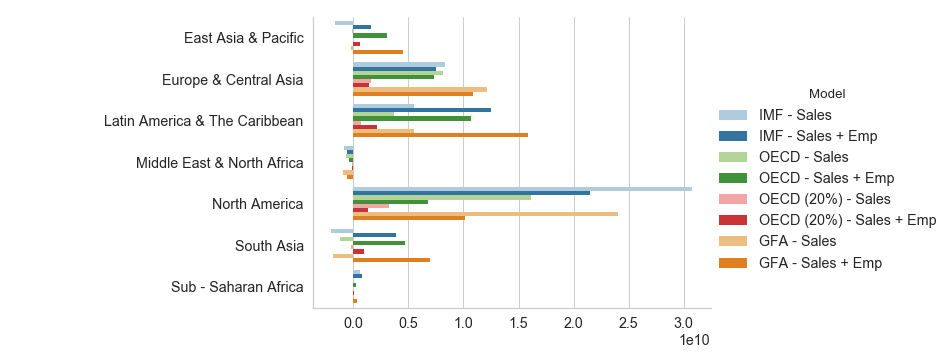 East Asia & Pacific
Europe & Central Asia
Latin America & The Caribbean
Middle East & North Africa
North America
South Asia
Sub - Saharan Africa
0.0 0.5 1.0 1.5 2.0 2.5 3.0
1e10
Model
IMF - Sales
IMF - Sales + Emp
OECD - Sales
OECD - Sales + Emp
OECD (20%) - Sales
OECD (20%) - Sales + Emp
GFA - Sales
GFA - Sales + Emp